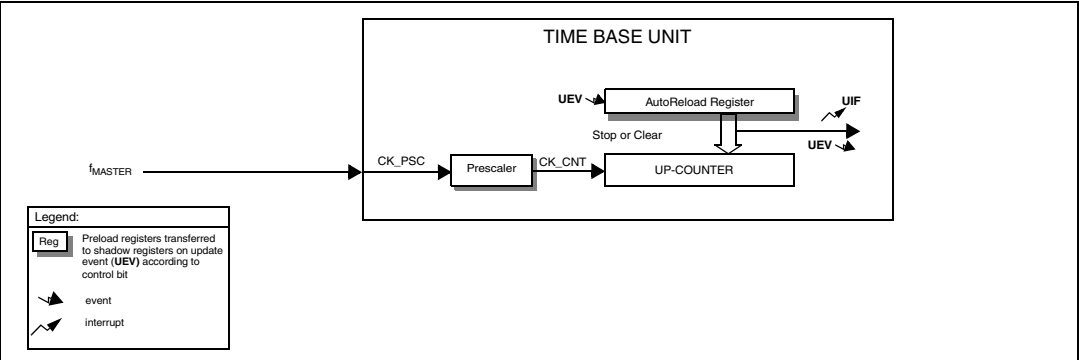 TIME BASE UNIT
UEV
AutoReload Register
UIF
Stop or Clear
UEV
fMASTER
CK_PSC
Prescaler
CK_CNT
UP-COUNTER
Legend:
Reg
Preload registers transferred
to shadow registers on update
event (UEV) according to
control bit
event
interrupt